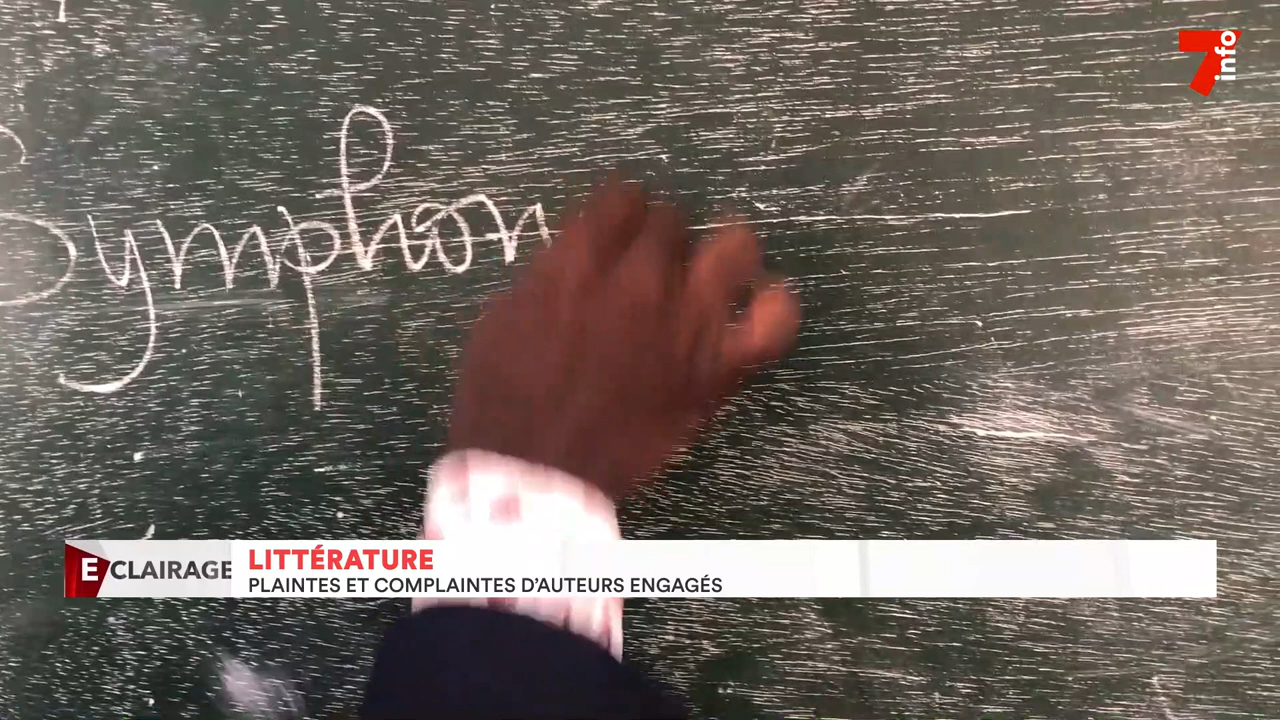 7info
Symphon
ECLAIRAGE
LITTÉRATURE
PLAINTES ET COMPLAINTES D'AUTEURS ENGAGÉS